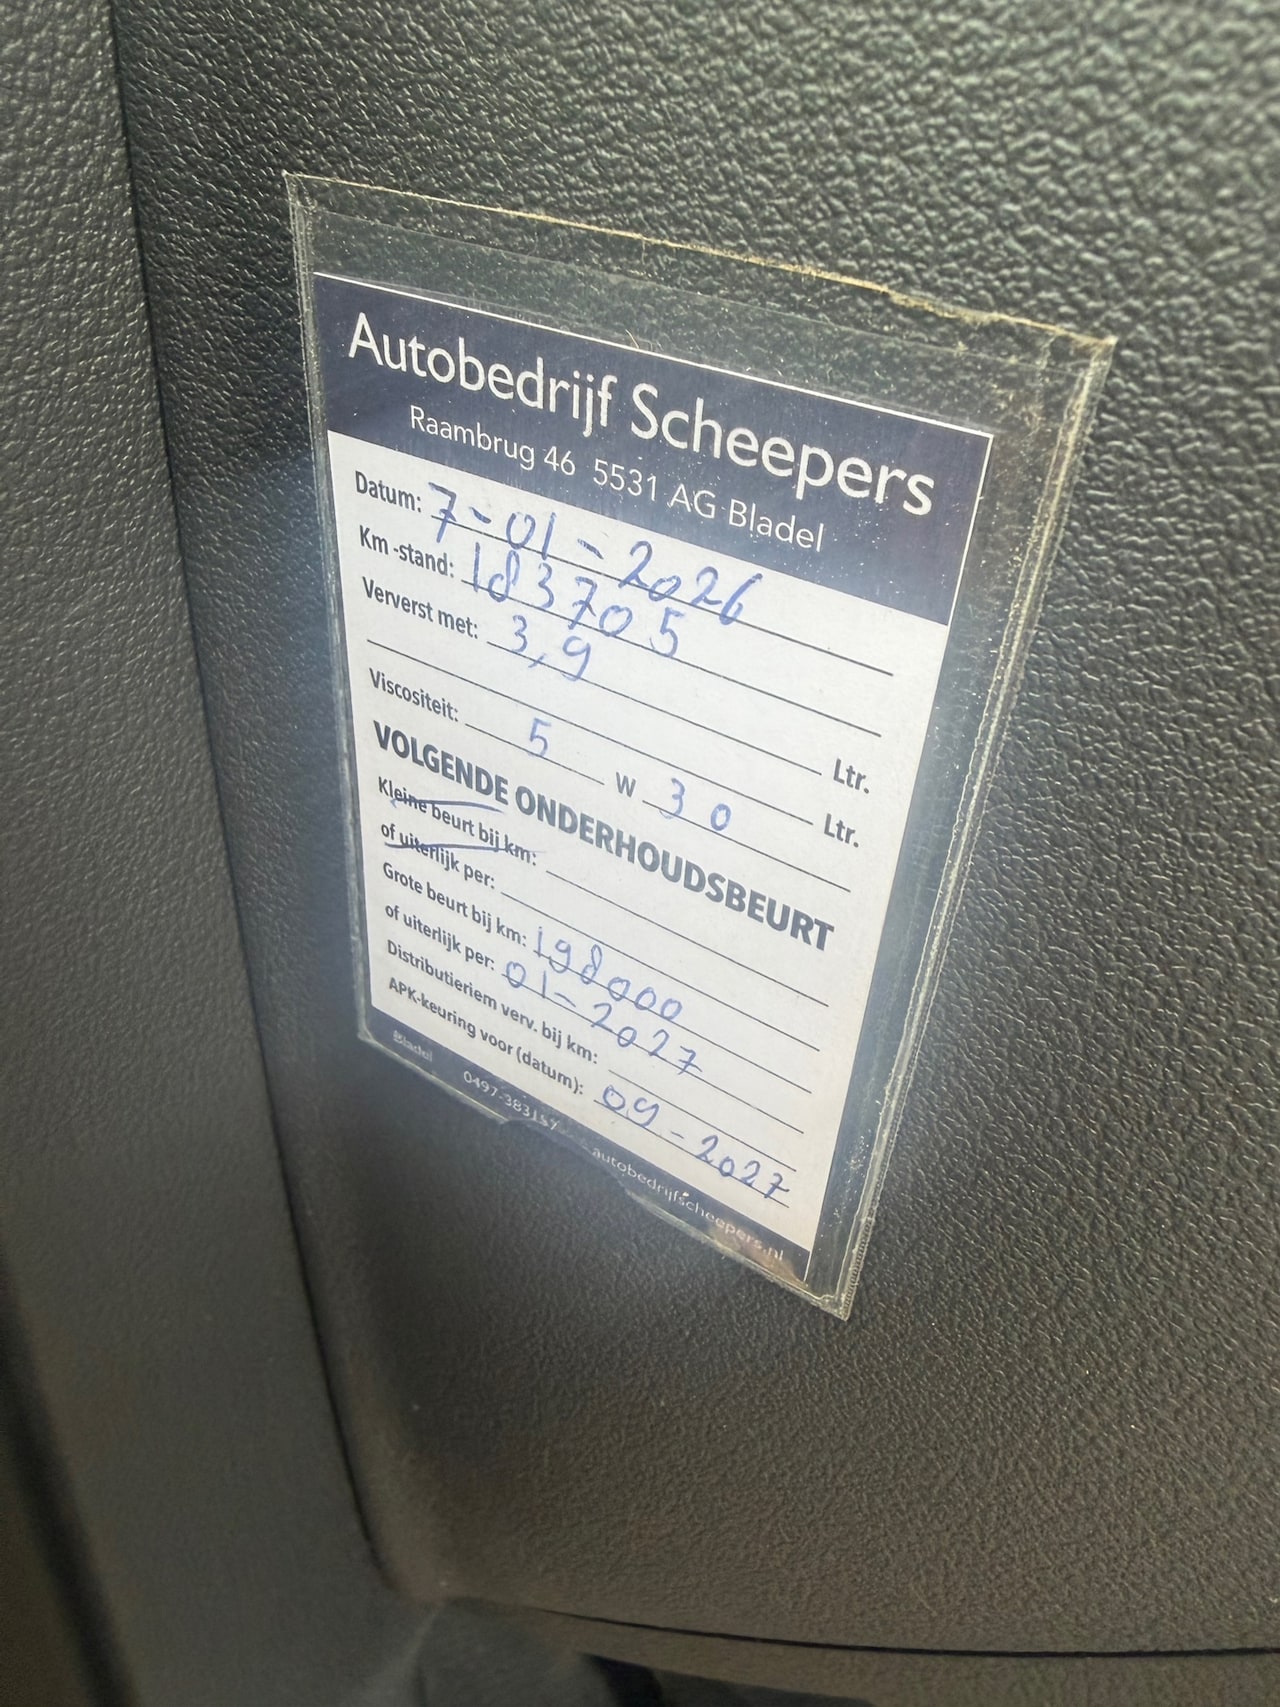 Autobedrijf Scheepers
Raambrug 46 5531 AG Bladel
Datum: 7-01-2026
Km-stand: 183705
Ververst met: 3,9 Ltr.
Ltr.
Viscositeit: 5 W 30
VOLGENDE ONDERHOUDSBEURT
Kleine beurt bij km:
of uiterlijk per:
Grote beurt bij km: 198000
of uiterlijk per: 01-2027
Distributieriem verv. bij km:
APK-keuring voor (datum): 09-2027
Bladel 0497-383157 autobedrijfscheepers.nl